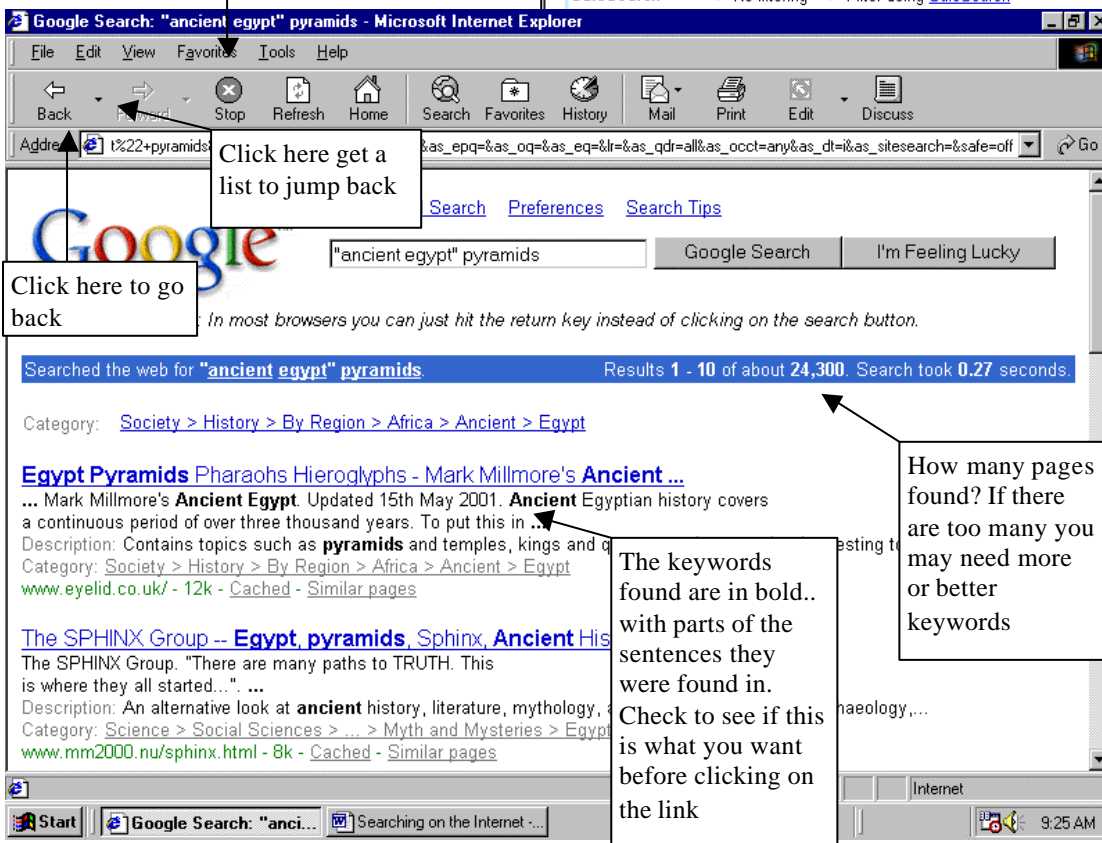 Google Search: "ancient egypt" pyramids - Microsoft Internet Explorer
File Edit View Favorites Tools Help
Back Forward Stop Refresh Home Search Favorites History Mail Print Edit Discuss
Address t%22+pyramids &as_epq=&as_oq=&as_eq=&lr=&as_qdr=all&as_occt=any&as_dt=i&as_sitesearch=&safe=off Go
Click here get a
list to jump back
Search Preferences Search Tips
Google
"ancient egypt" pyramids Google Search I'm Feeling Lucky
Click here to go
back
In most browsers you can just hit the return key instead of clicking on the search button.
Searched the web for "ancient egypt" pyramids. Results 1 - 10 of about 24,300. Search took 0.27 seconds.
Category: Society > History > By Region > Africa > Ancient > Egypt
Egypt Pyramids Pharaohs Hieroglyphs - Mark Millmore's Ancient ...
... Mark Millmore's Ancient Egypt. Updated 15th May 2001. Ancient Egyptian history covers
a continuous period of over three thousand years. To put this in ...
Description: Contains topics such as pyramids and temples, kings and
Category: Society > History > By Region > Africa > Ancient > Egypt
www.eyelid.co.uk/ - 12k - Cached - Similar pages
How many pages
found? If there
are too many you
may need more
or better
keywords
The keywords
found are in bold..
with parts of the
sentences they
were found in.
Check to see if this
is what you want
before clicking on
the link
The SPHINX Group -- Egypt, pyramids, Sphinx, Ancient
The SPHINX Group. "There are many paths to TRUTH. This
is where they all started...". ...
Description: An alternative look at ancient history, literature, mythology,
Category: Science > Social Sciences > ... > Myth and Mysteries > Egypt
www.mm2000.nu/sphinx.html - 8k - Cached - Similar pages
Internet
Start Google Search: "anci... Searching on the Internet -... 9:25 AM